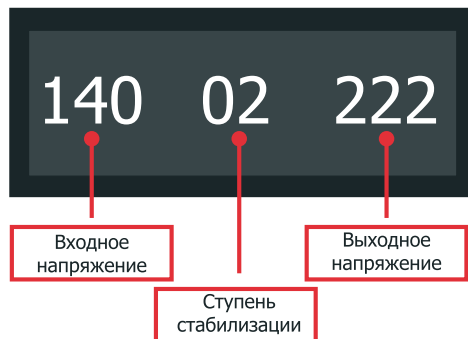 140 02 222
Входное
напряжение
Выходное
напряжение
Ступень
стабилизации